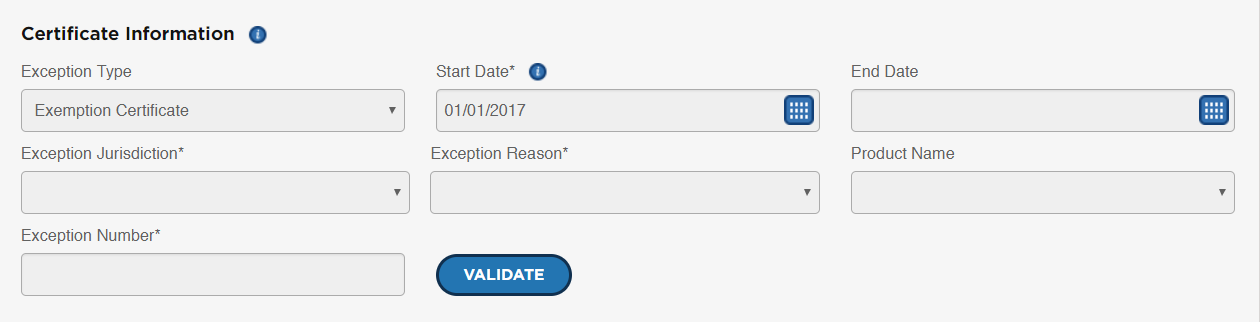 Certificate Information
Exception Type
Start Date*
End Date
Exemption Certificate
01/01/2017
Exception Jurisdiction*
Exception Reason*
Product Name
Exception Number*
VALIDATE